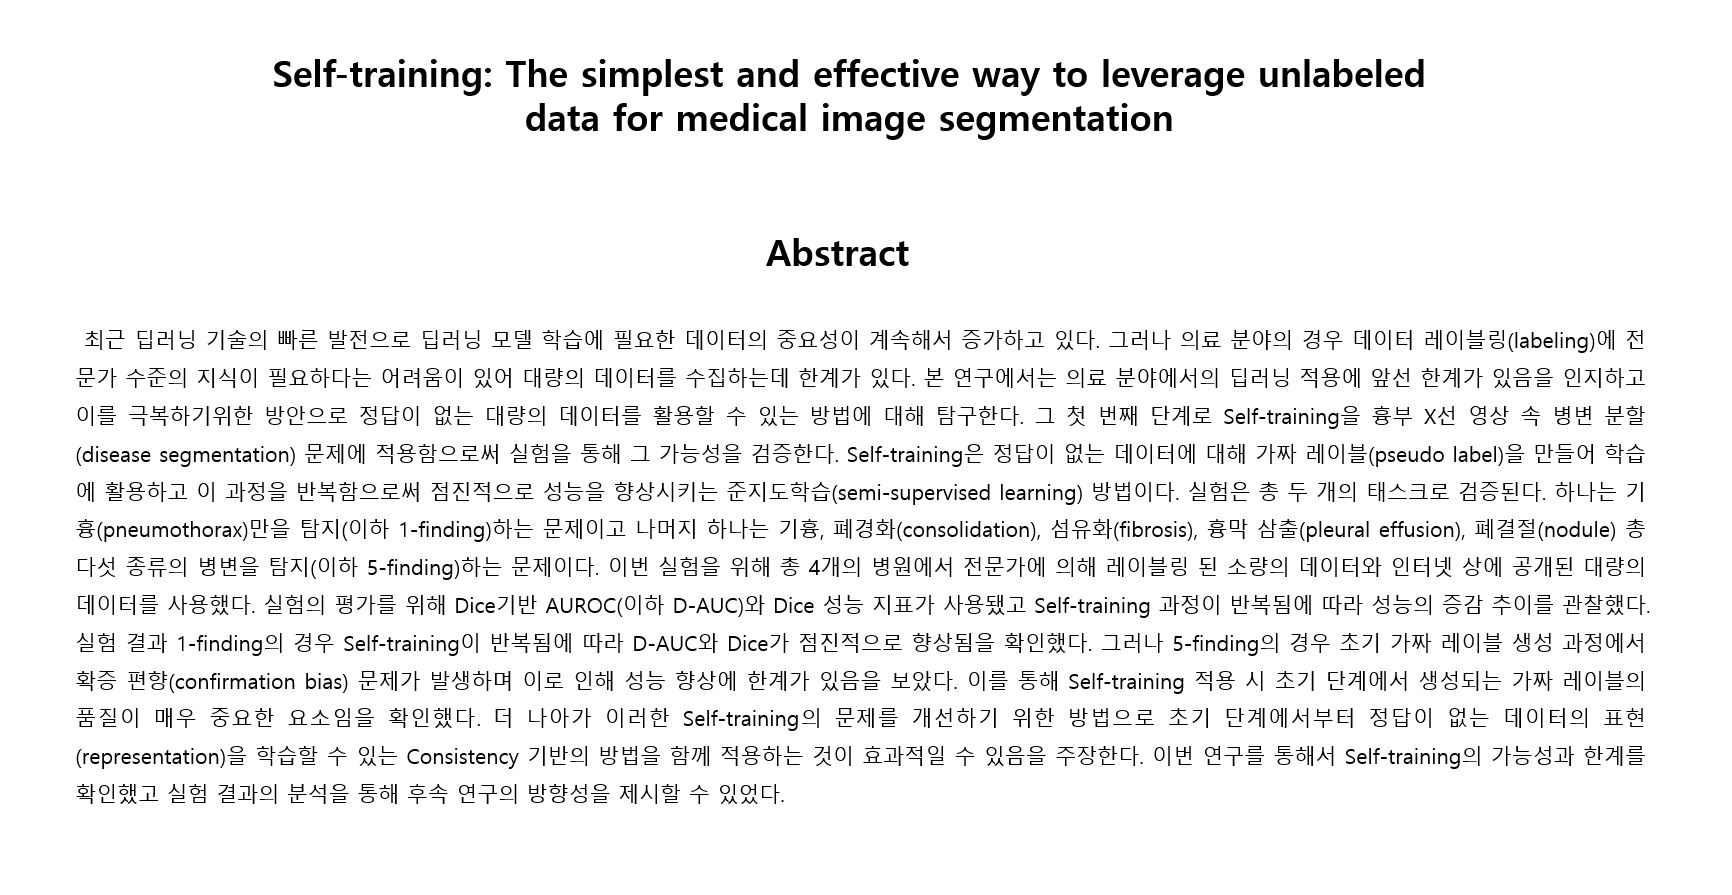 Self-training: The simplest and effective way to leverage unlabeled
data for medical image segmentation
Abstract
최근 딥러닝 기술의 빠른 발전으로 딥러닝 모델 학습에 필요한 데이터의 중요성이 계속해서 증가하고 있다. 그러나 의료 분야의 경우 데이터 레이블링(labeling)에 전
문가 수준의 지식이 필요하다는 어려움이 있어 대량의 데이터를 수집하는데 한계가 있다. 본 연구에서는 의료 분야에서의 딥러닝 적용에 앞선 한계가 있음을 인지하고
이를 극복하기위한 방안으로 정답이 없는 대량의 데이터를 활용할 수 있는 방법에 대해 탐구한다. 그 첫 번째 단계로 Self-training을 흉부 X선 영상 속 병변 분할
(disease segmentation) 문제에 적용함으로써 실험을 통해 그 가능성을 검증한다. Self-training은 정답이 없는 데이터에 대해 가짜 레이블(pseudo label)을 만들어 학습
에 활용하고 이 과정을 반복함으로써 점진적으로 성능을 향상시키는 준지도학습(semi-supervised learning) 방법이다. 실험은 총 두 개의 태스크로 검증된다. 하나는 기
흉(pneumothorax)만을 탐지(이하 1-finding)하는 문제이고 나머지 하나는 기흉, 폐경화(consolidation), 섬유화(fibrosis), 흉막 삼출(pleural effusion), 폐결절(nodule) 총
다섯 종류의 병변을 탐지(이하 5-finding)하는 문제이다. 이번 실험을 위해 총 4개의 병원에서 전문가에 의해 레이블링 된 소량의 데이터와 인터넷 상에 공개된 대량의
데이터를 사용했다. 실험의 평가를 위해 Dice기반 AUROC(이하 D-AUC)와 Dice 성능 지표가 사용됐고 Self-training 과정이 반복됨에 따라 성능의 증감 추이를 관찰했다.
실험 결과 1-finding의 경우 Self-training이 반복됨에 따라 D-AUC와 Dice가 점진적으로 향상됨을 확인했다. 그러나 5-finding의 경우 초기 가짜 레이블 생성 과정에서
확증 편향(confirmation bias) 문제가 발생하며 이로 인해 성능 향상에 한계가 있음을 보았다. 이를 통해 Self-training 적용 시 초기 단계에서 생성되는 가짜 레이블의
품질이 매우 중요한 요소임을 확인했다. 더 나아가 이러한 Self-training의 문제를 개선하기 위한 방법으로 초기 단계에서부터 정답이 없는 데이터의 표현
(representation)을 학습할 수 있는 Consistency 기반의 방법을 함께 적용하는 것이 효과적일 수 있음을 주장한다. 이번 연구를 통해서 Self-training의 가능성과 한계를
확인했고 실험 결과의 분석을 통해 후속 연구의 방향성을 제시할 수 있었다.